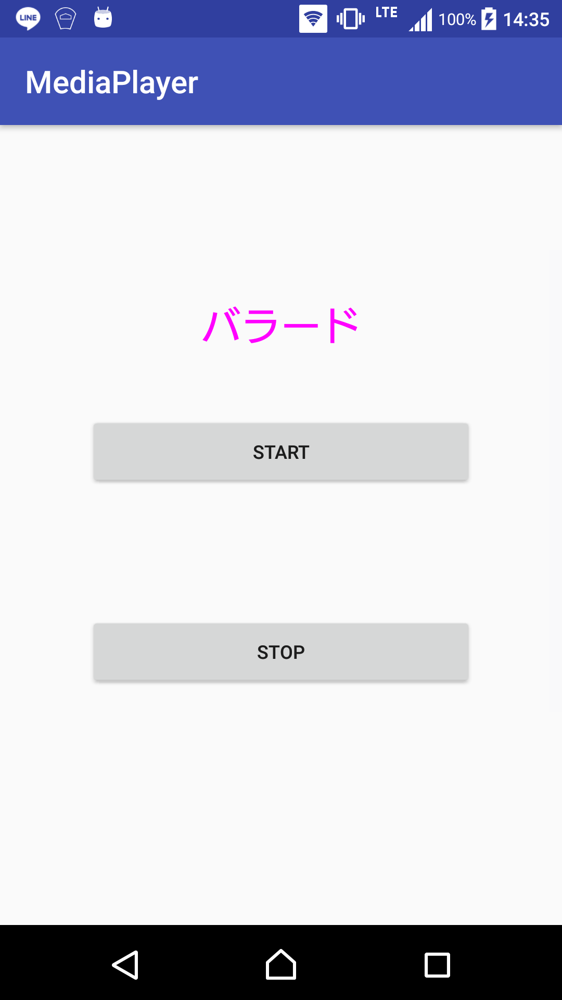 LINE LTE 100% 14:35
MediaPlayer
バラード
START
STOP